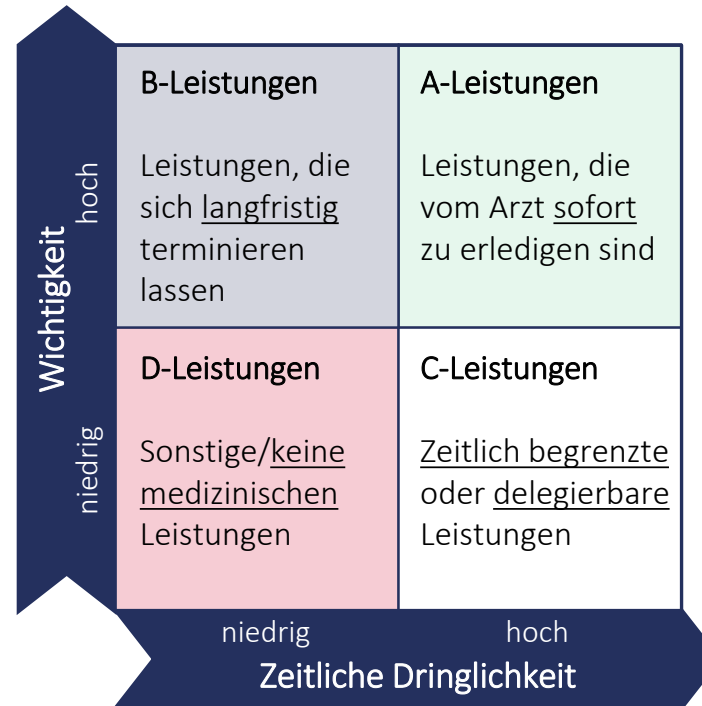 B-Leistungen
Leistungen, die
sich langfristig
terminieren
lassen
A-Leistungen
Leistungen, die
vom Arzt sofort
zu erledigen sind
D-Leistungen
Sonstige/keine
medizinischen
Leistungen
C-Leistungen
Zeitlich begrenzte
oder delegierbare
Leistungen
Wichtigkeit
hoch
niedrig
niedrig
hoch
Zeitliche Dringlichkeit